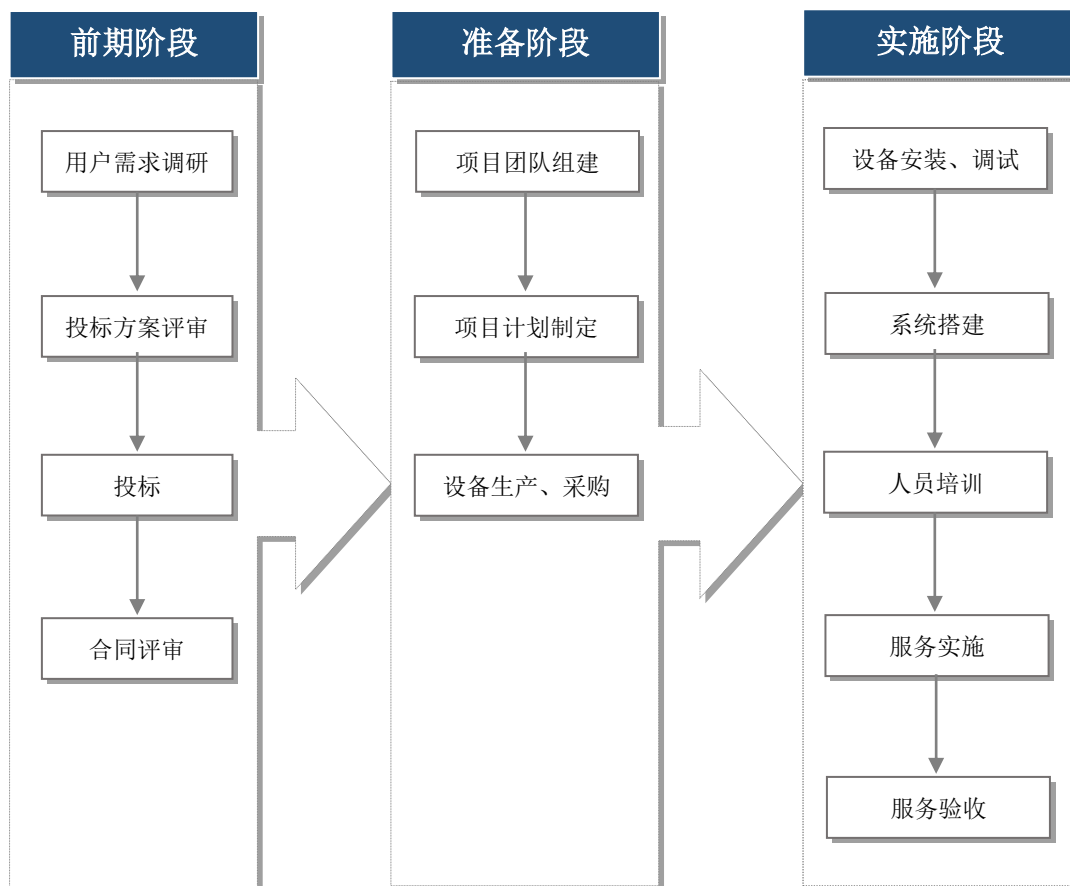 前期阶段
用户需求调研
投标方案评审
投标
合同评审
准备阶段
项目团队组建
项目计划制定
设备生产、采购
实施阶段
设备安装、调试
系统搭建
人员培训
服务实施
服务验收